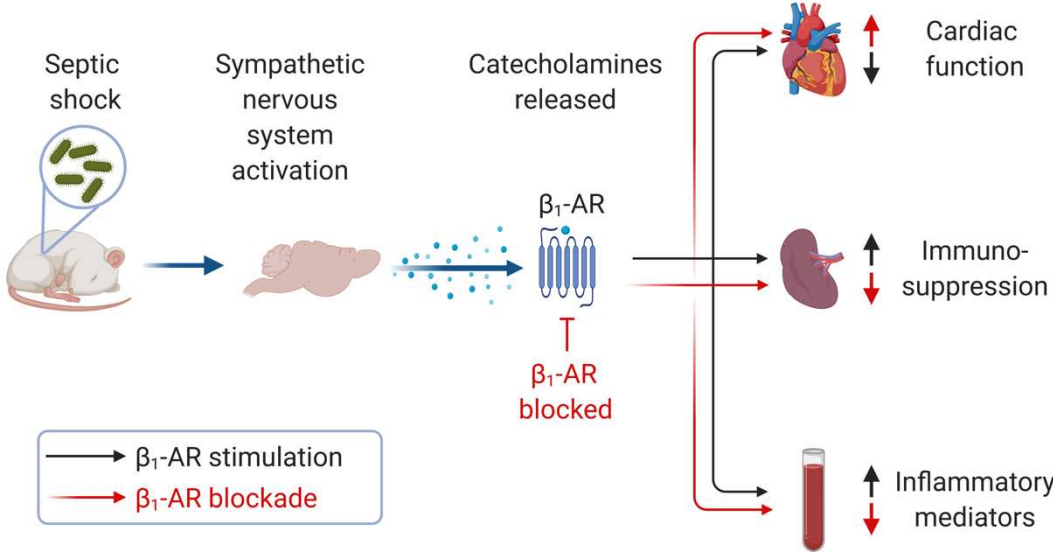 Septic
shock
Sympathetic
nervous
system
activation
Catecholamines
released
β₁-AR
β₁-AR
blocked
Cardiac
function
Immuno-
suppression
Inflammatory
mediators
β₁-AR stimulation
β₁-AR blockade